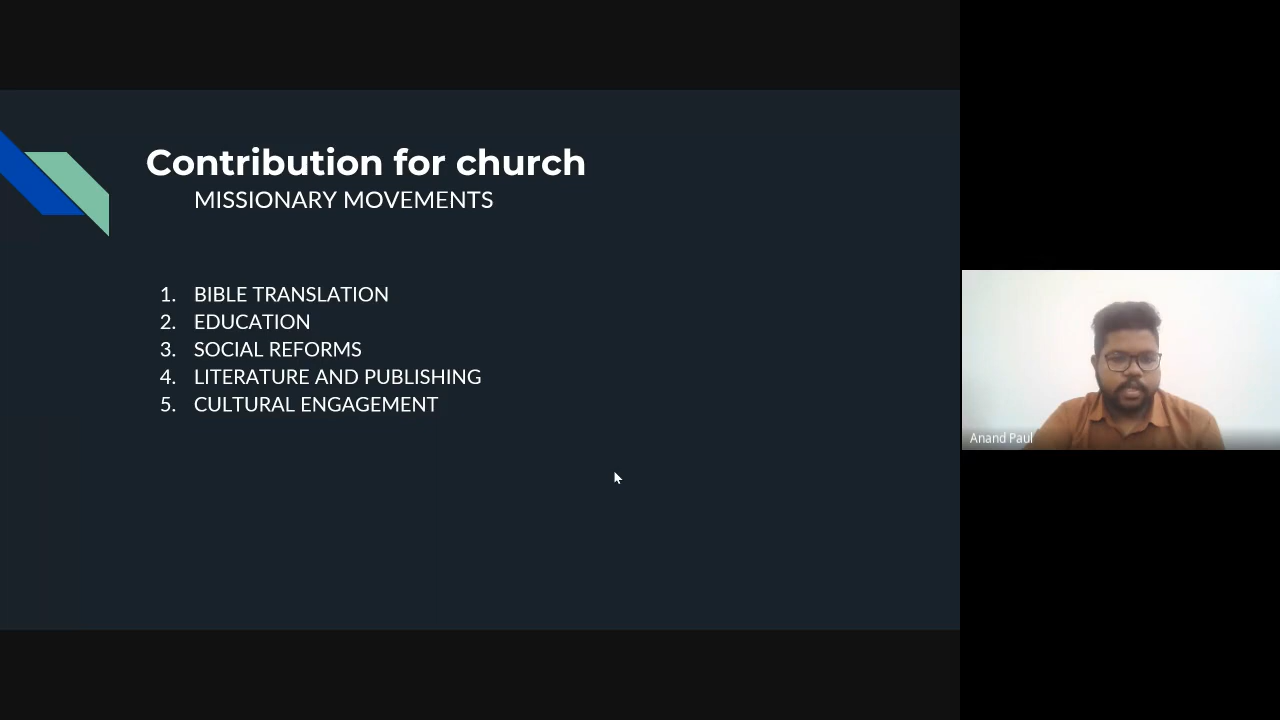 Contribution for church
MISSIONARY MOVEMENTS
1. BIBLE TRANSLATION
2. EDUCATION
3. SOCIAL REFORMS
4. LITERATURE AND PUBLISHING
5. CULTURAL ENGAGEMENT
Anand Paul